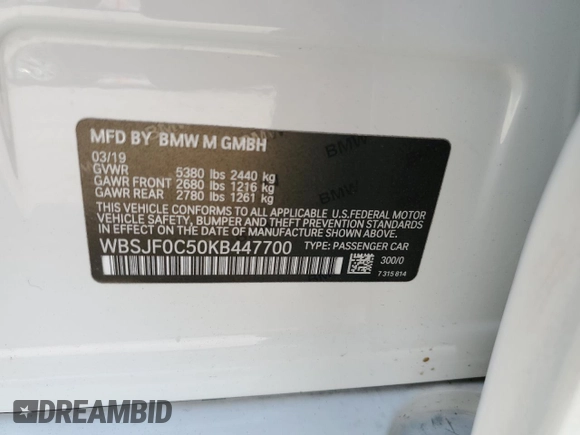 MFD BY BMW M GMBH
03/19
GVWR 5380 lbs 2440 kg
GAWR FRONT 2680 lbs 1216 kg
GAWR REAR 2780 lbs 1261 kg
THIS VEHICLE CONFORMS TO ALL APPLICABLE U.S.FEDERAL MOTOR
VEHICLE SAFETY, BUMPER AND THEFT PREVENTION STANDARDS
IN EFFECT ON THE DATE OF MANUFACTURE SHOWN ABOVE.
WBSJF0C50KB447700 TYPE: PASSENGER CAR
300/0
7 315 814
DREAMBID